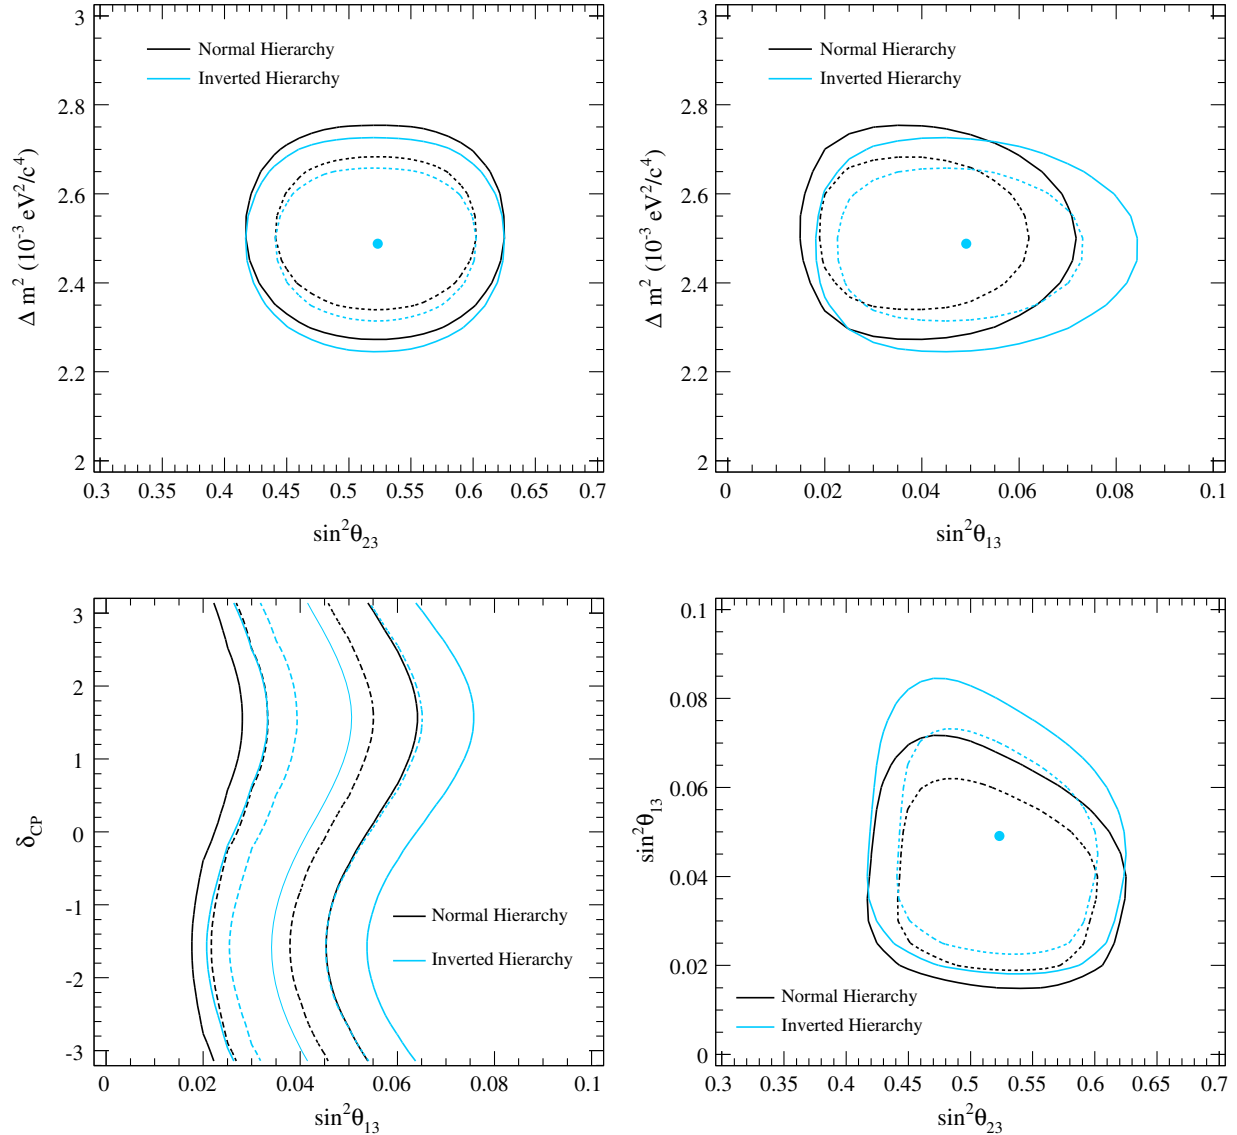 3
2.8
2.6
2.4
2.2
2
Δ m² (10⁻³ eV²/c⁴)
Normal Hierarchy
Inverted Hierarchy
0.3 0.35 0.4 0.45 0.5 0.55 0.6 0.65 0.7
sin²θ₂₃
3
2.8
2.6
2.4
2.2
2
Δ m² (10⁻³ eV²/c⁴)
Normal Hierarchy
Inverted Hierarchy
0 0.02 0.04 0.06 0.08 0.1
sin²θ₁₃
3
2
1
0
-1
-2
-3
δ_CP
Normal Hierarchy
Inverted Hierarchy
0 0.02 0.04 0.06 0.08 0.1
sin²θ₁₃
0.1
0.08
0.06
0.04
0.02
0
sin²θ₁₃
Normal Hierarchy
Inverted Hierarchy
0.3 0.35 0.4 0.45 0.5 0.55 0.6 0.65 0.7
sin²θ₂₃